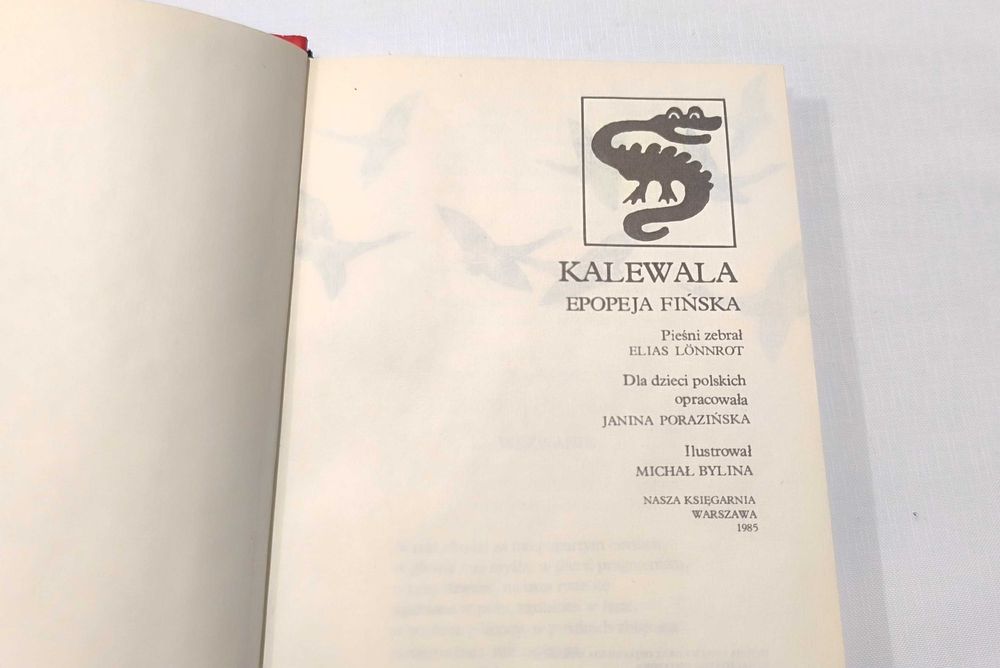 KALEWALA
EPOPEJA FIŃSKA
Pieśni zebrał
ELIAS LÖNNROT
Dla dzieci polskich
opracowała
JANINA PORAZIŃSKA
Ilustrował
MICHAŁ BYLINA
NASZA KSIĘGARNIA
WARSZAWA
1985